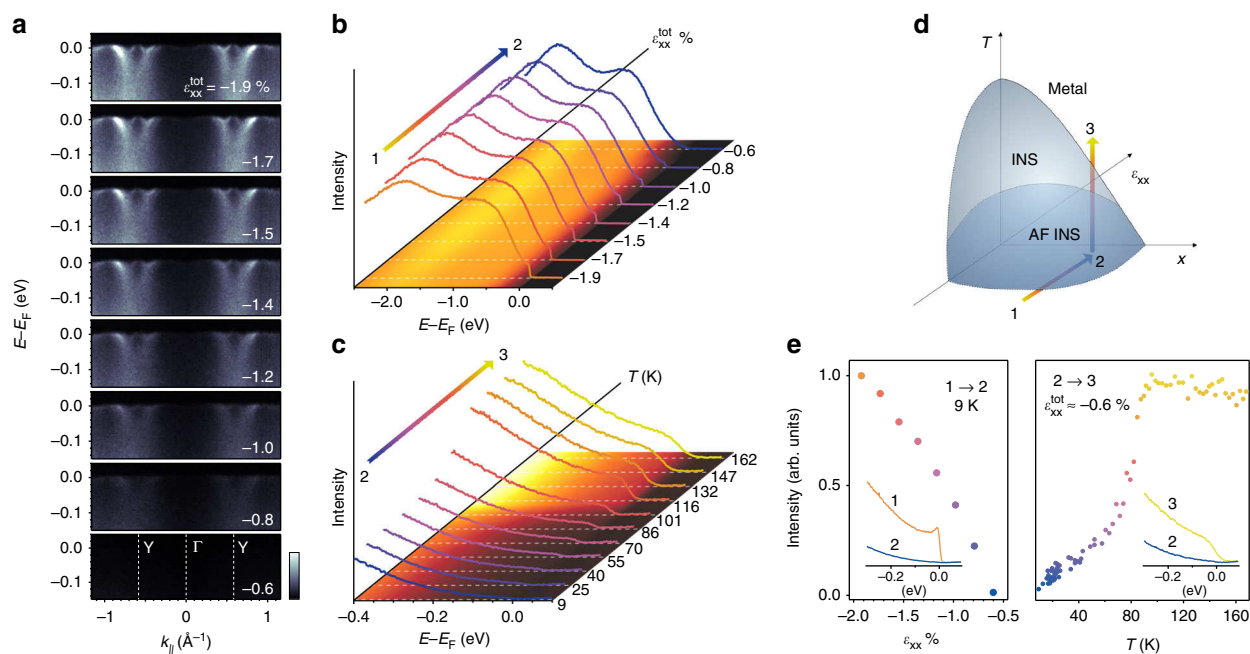 a
0.0
−0.1
ε_xx^tot = −1.9 %
0.0
−0.1
−1.7
0.0
−0.1
−1.5
0.0
−0.1
−1.4
0.0
−0.1
−1.2
0.0
−0.1
−1.0
0.0
−0.1
−0.8
0.0
−0.1
Y Γ Y
−0.6
−1 0 1
E–E_F (eV)
k_|| (Å⁻¹)
b
1
2
ε_xx^tot %
Intensity
−0.6
−0.8
−1.0
−1.2
−1.4
−1.5
−1.7
−1.9
−2.0 −1.0 0.0
E–E_F (eV)
c
2
3
T (K)
Intensity
162
147
132
116
101
86
70
55
40
25
9
−0.4 −0.2 0.0
E–E_F (eV)
d
T
Metal
3
INS
ε_xx
AF INS
2
x
1
e
Intensity (arb. units)
1.0
0.5
0.0
1 → 2
9 K
1
2
0.0
(eV)
−2.0 −1.5 −1.0 −0.5
ε_xx %
2 → 3
ε_xx^tot ≈ −0.6 %
3
2
0.0
(eV)
40 80 120 160
T (K)